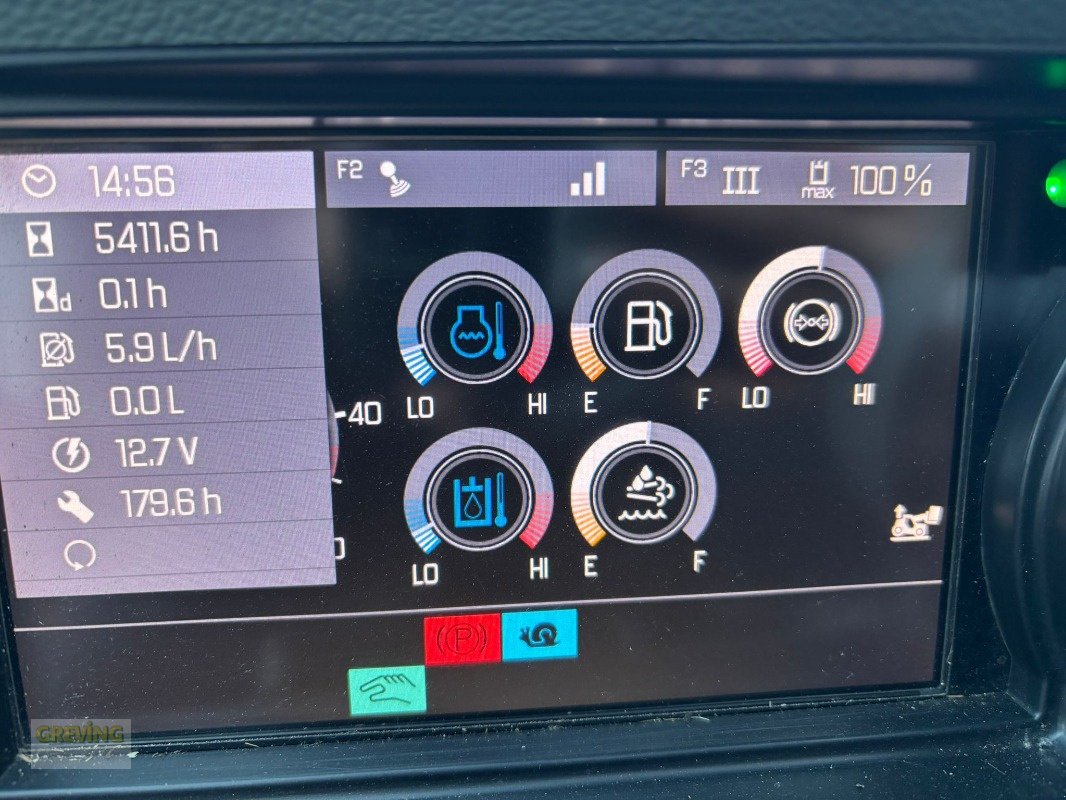 14:56
F2
F3 III max 100%
5411.6 h
d 0.1 h
5.9 L/h
0.0 L
12.7 V
179.6 h
40
LO HI
E F
LO HI
LO HI
E F
(P)
GREVING